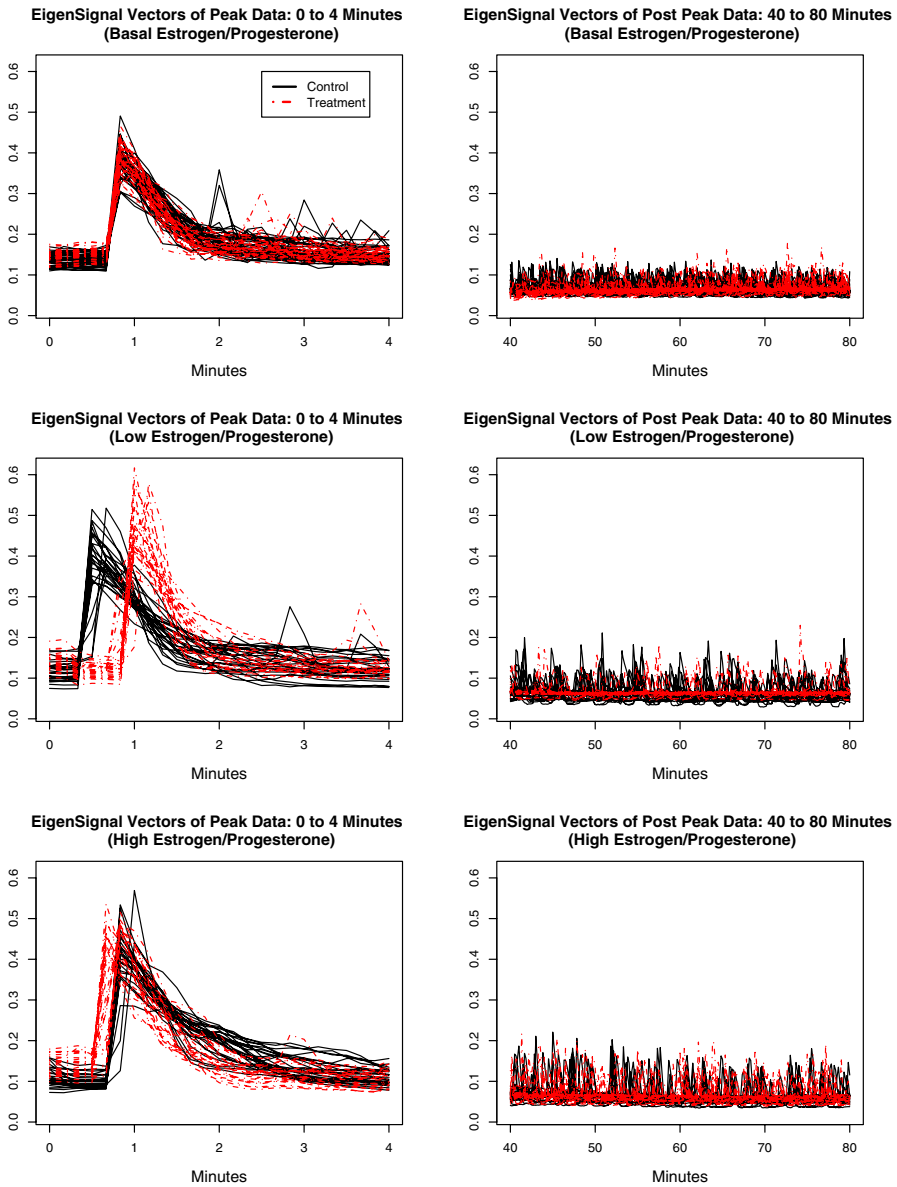 EigenSignal Vectors of Peak Data: 0 to 4 Minutes
(Basal Estrogen/Progesterone)
0.6
0.5
0.4
0.3
0.2
0.1
0.0
Control
Treatment
0 1 2 3 4
Minutes
EigenSignal Vectors of Post Peak Data: 40 to 80 Minutes
(Basal Estrogen/Progesterone)
0.6
0.5
0.4
0.3
0.2
0.1
0.0
40 50 60 70 80
Minutes
EigenSignal Vectors of Peak Data: 0 to 4 Minutes
(Low Estrogen/Progesterone)
0.6
0.5
0.4
0.3
0.2
0.1
0.0
0 1 2 3 4
Minutes
EigenSignal Vectors of Post Peak Data: 40 to 80 Minutes
(Low Estrogen/Progesterone)
0.6
0.5
0.4
0.3
0.2
0.1
0.0
40 50 60 70 80
Minutes
EigenSignal Vectors of Peak Data: 0 to 4 Minutes
(High Estrogen/Progesterone)
0.6
0.5
0.4
0.3
0.2
0.1
0.0
0 1 2 3 4
Minutes
EigenSignal Vectors of Post Peak Data: 40 to 80 Minutes
(High Estrogen/Progesterone)
0.6
0.5
0.4
0.3
0.2
0.1
0.0
40 50 60 70 80
Minutes